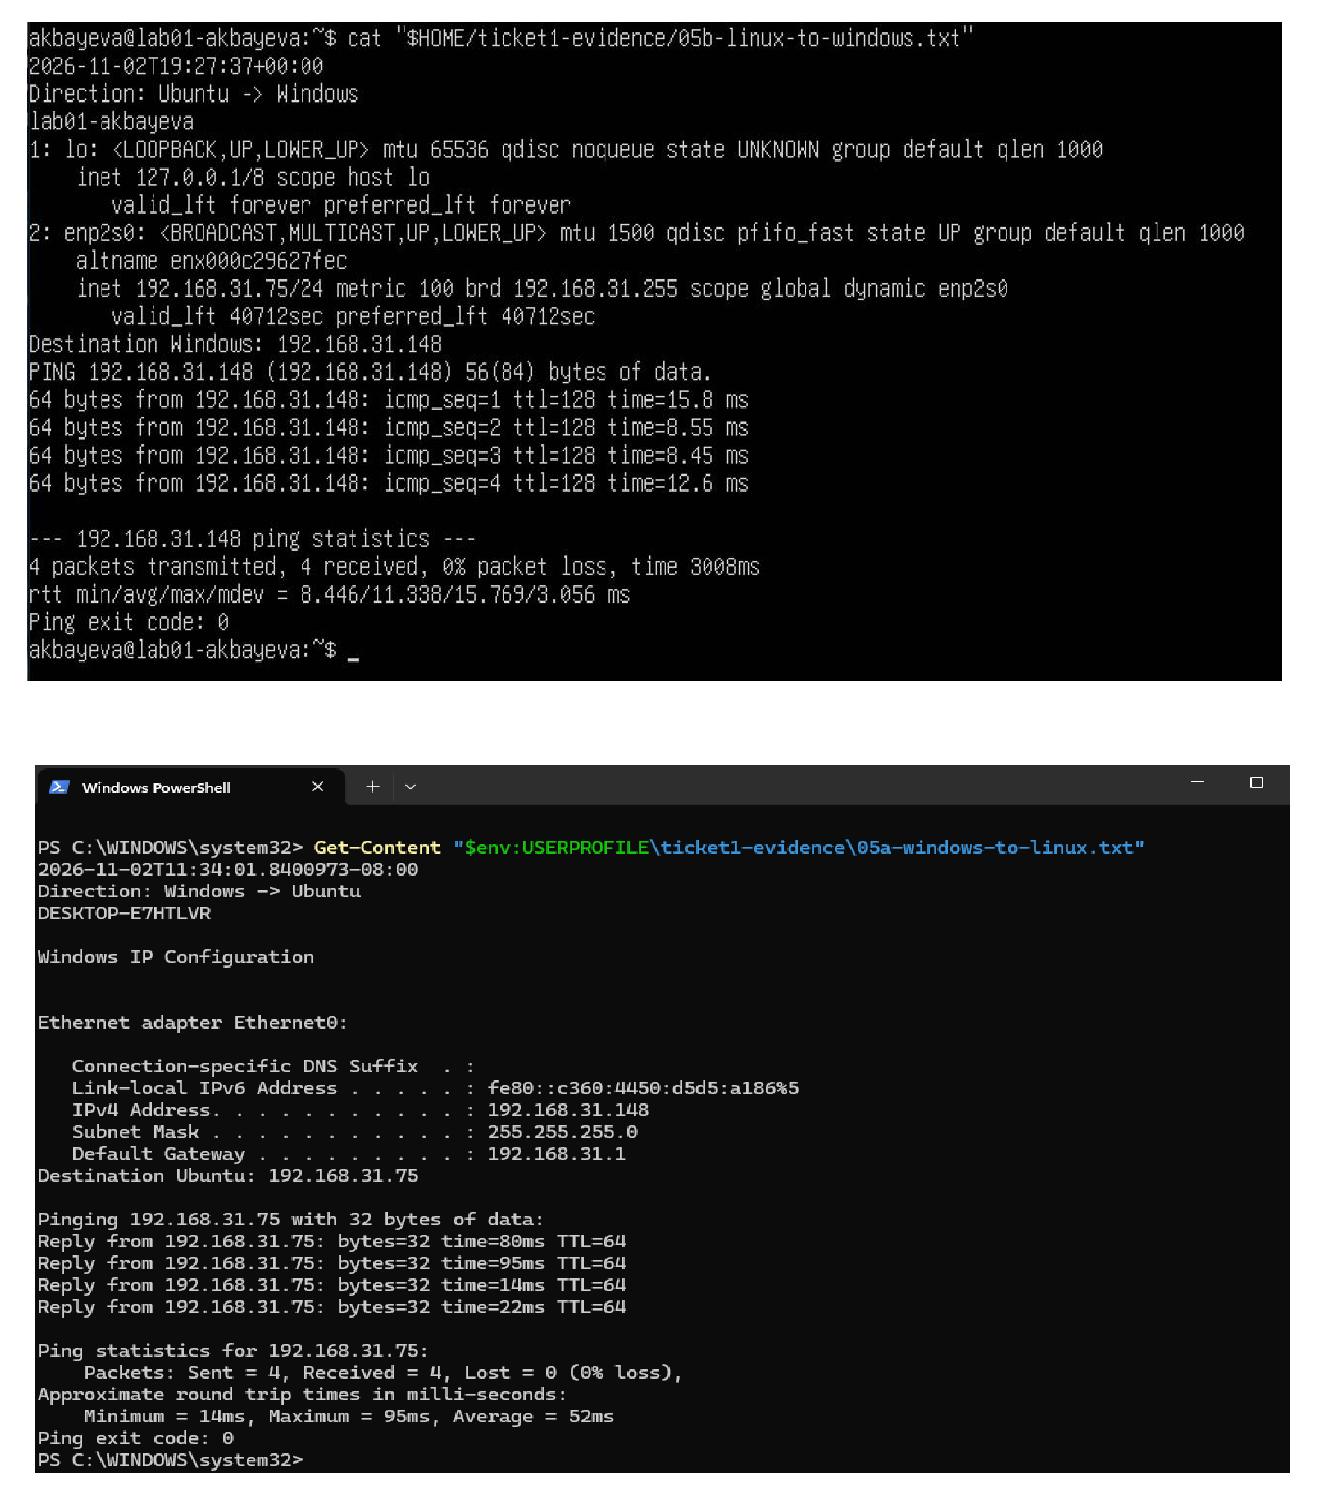 akbayeva@lab01-akbayeva:~$ cat "$HOME/ticket1-evidence/05b-linux-to-windows.txt"
2026-11-02T19:27:37+00:00
Direction: Ubuntu -> Windows
lab01-akbayeva
1: lo: <LOOPBACK,UP,LOWER_UP> mtu 65536 qdisc noqueue state UNKNOWN group default qlen 1000
    inet 127.0.0.1/8 scope host lo
       valid_lft forever preferred_lft forever
2: enp2s0: <BROADCAST,MULTICAST,UP,LOWER_UP> mtu 1500 qdisc pfifo_fast state UP group default qlen 1000
    altname enx000c29627fec
    inet 192.168.31.75/24 metric 100 brd 192.168.31.255 scope global dynamic enp2s0
       valid_lft 40712sec preferred_lft 40712sec
Destination Windows: 192.168.31.148
PING 192.168.31.148 (192.168.31.148) 56(84) bytes of data.
64 bytes from 192.168.31.148: icmp_seq=1 ttl=128 time=15.8 ms
64 bytes from 192.168.31.148: icmp_seq=2 ttl=128 time=8.55 ms
64 bytes from 192.168.31.148: icmp_seq=3 ttl=128 time=8.45 ms
64 bytes from 192.168.31.148: icmp_seq=4 ttl=128 time=12.6 ms

--- 192.168.31.148 ping statistics ---
4 packets transmitted, 4 received, 0% packet loss, time 3008ms
rtt min/avg/max/mdev = 8.446/11.338/15.769/3.056 ms
Ping exit code: 0
akbayeva@lab01-akbayeva:~$ _
Windows PowerShell
PS C:\WINDOWS\system32> Get-Content "$env:USERPROFILE\ticket1-evidence\05a-windows-to-linux.txt"
2026-11-02T11:34:01.8400973-08:00
Direction: Windows -> Ubuntu
DESKTOP-E7HTLVR

Windows IP Configuration

Ethernet adapter Ethernet0:

   Connection-specific DNS Suffix  . :
   Link-local IPv6 Address . . . . . : fe80::c360:4450:d5d5:a186%5
   IPv4 Address. . . . . . . . . . . : 192.168.31.148
   Subnet Mask . . . . . . . . . . . : 255.255.255.0
   Default Gateway . . . . . . . . . : 192.168.31.1
Destination Ubuntu: 192.168.31.75

Pinging 192.168.31.75 with 32 bytes of data:
Reply from 192.168.31.75: bytes=32 time=80ms TTL=64
Reply from 192.168.31.75: bytes=32 time=95ms TTL=64
Reply from 192.168.31.75: bytes=32 time=14ms TTL=64
Reply from 192.168.31.75: bytes=32 time=22ms TTL=64

Ping statistics for 192.168.31.75:
    Packets: Sent = 4, Received = 4, Lost = 0 (0% loss),
Approximate round trip times in milli-seconds:
    Minimum = 14ms, Maximum = 95ms, Average = 52ms
Ping exit code: 0
PS C:\WINDOWS\system32>